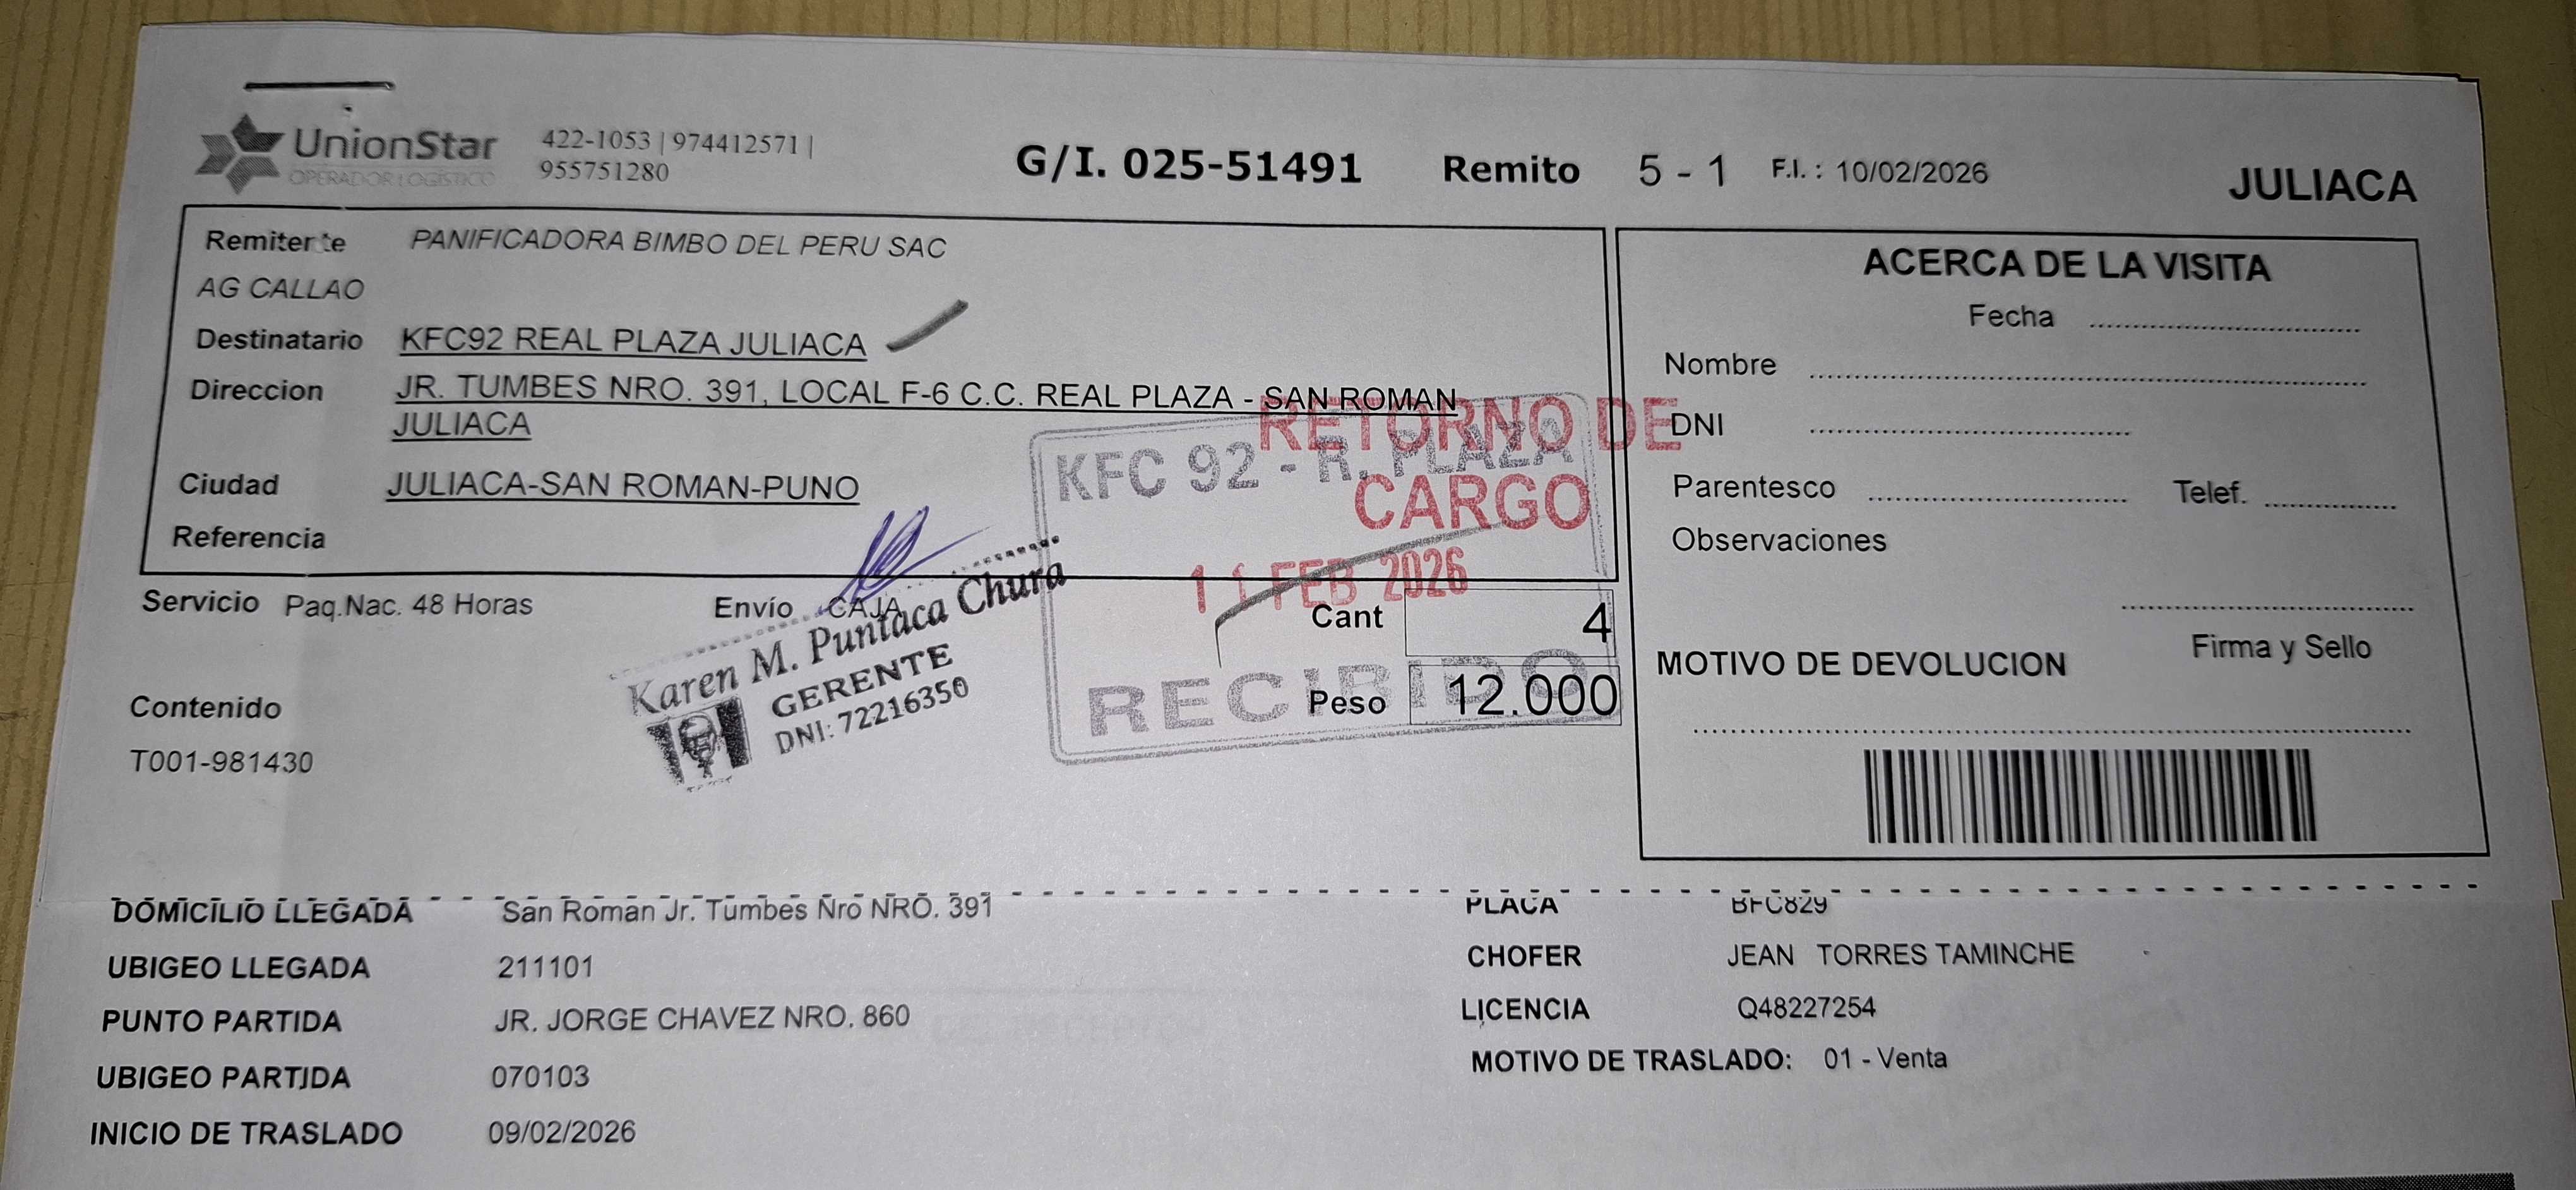 UnionStar
OPERADOR LOGISTICO
422-1053 | 974412571 |
955751280
G/I. 025-51491 Remito 5 - 1 F.I. : 10/02/2026
JULIACA
Remitente PANIFICADORA BIMBO DEL PERU SAC
AG CALLAO
Destinatario KFC92 REAL PLAZA JULIACA
Direccion JR. TUMBES NRO. 391, LOCAL F-6 C.C. REAL PLAZA - SAN ROMAN
JULIACA
Ciudad JULIACA-SAN ROMAN-PUNO
Referencia
RETORNO DE
CARGO
KFC 92 - R. PLAZA
11 FEB 2026
RECIBIDO
Servicio Paq.Nac. 48 Horas Envío CAJA Cant 4
Peso 12.000
Karen M. Puntaca Chura
GERENTE
DNI: 72216350
Contenido
T001-981430
ACERCA DE LA VISITA
Fecha
Nombre
DNI
Parentesco Telef.
Observaciones
Firma y Sello
MOTIVO DE DEVOLUCION
DOMICILIO LLEGADA San Roman Jr. Tumbes Nro NRO. 391
UBIGEO LLEGADA 211101
PUNTO PARTIDA JR. JORGE CHAVEZ NRO. 860
UBIGEO PARTIDA 070103
INICIO DE TRASLADO 09/02/2026
PLACA BFC829
CHOFER JEAN TORRES TAMINCHE
LICENCIA Q48227254
MOTIVO DE TRASLADO: 01 - Venta